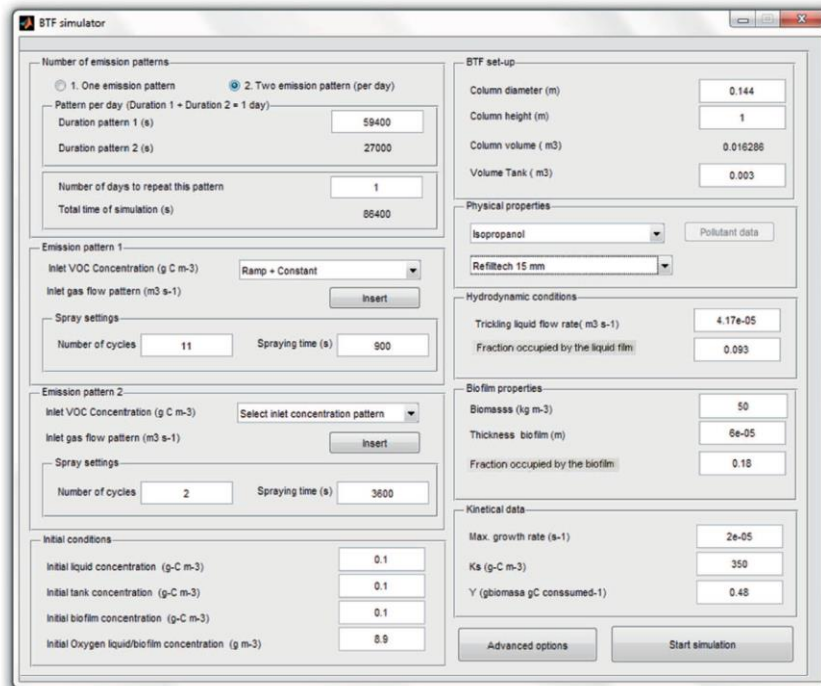 BTF simulator
Number of emission patterns
1. One emission pattern 2. Two emission pattern (per day)
Pattern per day (Duration 1 + Duration 2 = 1 day)
Duration pattern 1 (s) 59400
Duration pattern 2 (s) 27000
Number of days to repeat this pattern 1
Total time of simulation (s) 86400
Emission pattern 1
Inlet VOC Concentration (g C m-3) Ramp + Constant
Inlet gas flow pattern (m3 s-1) Insert
Spray settings
Number of cycles 11 Spraying time (s) 900
Emission pattern 2
Inlet VOC Concentration (g C m-3) Select inlet concentration pattern
Inlet gas flow pattern (m3 s-1) Insert
Spray settings
Number of cycles 2 Spraying time (s) 3600
Initial conditions
Initial liquid concentration (g-C m-3) 0.1
Initial tank concentration (g-C m-3) 0.1
Initial biofilm concentration (g-C m-3) 0.1
Initial Oxygen liquid/biofilm concentration (g m-3) 8.9
BTF set-up
Column diameter (m) 0.144
Column height (m) 1
Column volume ( m3) 0.016286
Volume Tank ( m3) 0.003
Physical properties
Isopropanol Pollutant data
Refilltech 15 mm
Hydrodynamic conditions
Trickling liquid flow rate( m3 s-1) 4.17e-05
Fraction occupied by the liquid film 0.093
Biofilm properties
Biomasss (kg m-3) 50
Thickness biofilm (m) 6e-05
Fraction occupied by the biofilm 0.18
Kinetical data
Max. growth rate (s-1) 2e-05
Ks (g-C m-3) 350
Y (gbiomasa gC conssumed-1) 0.48
Advanced options Start simulation